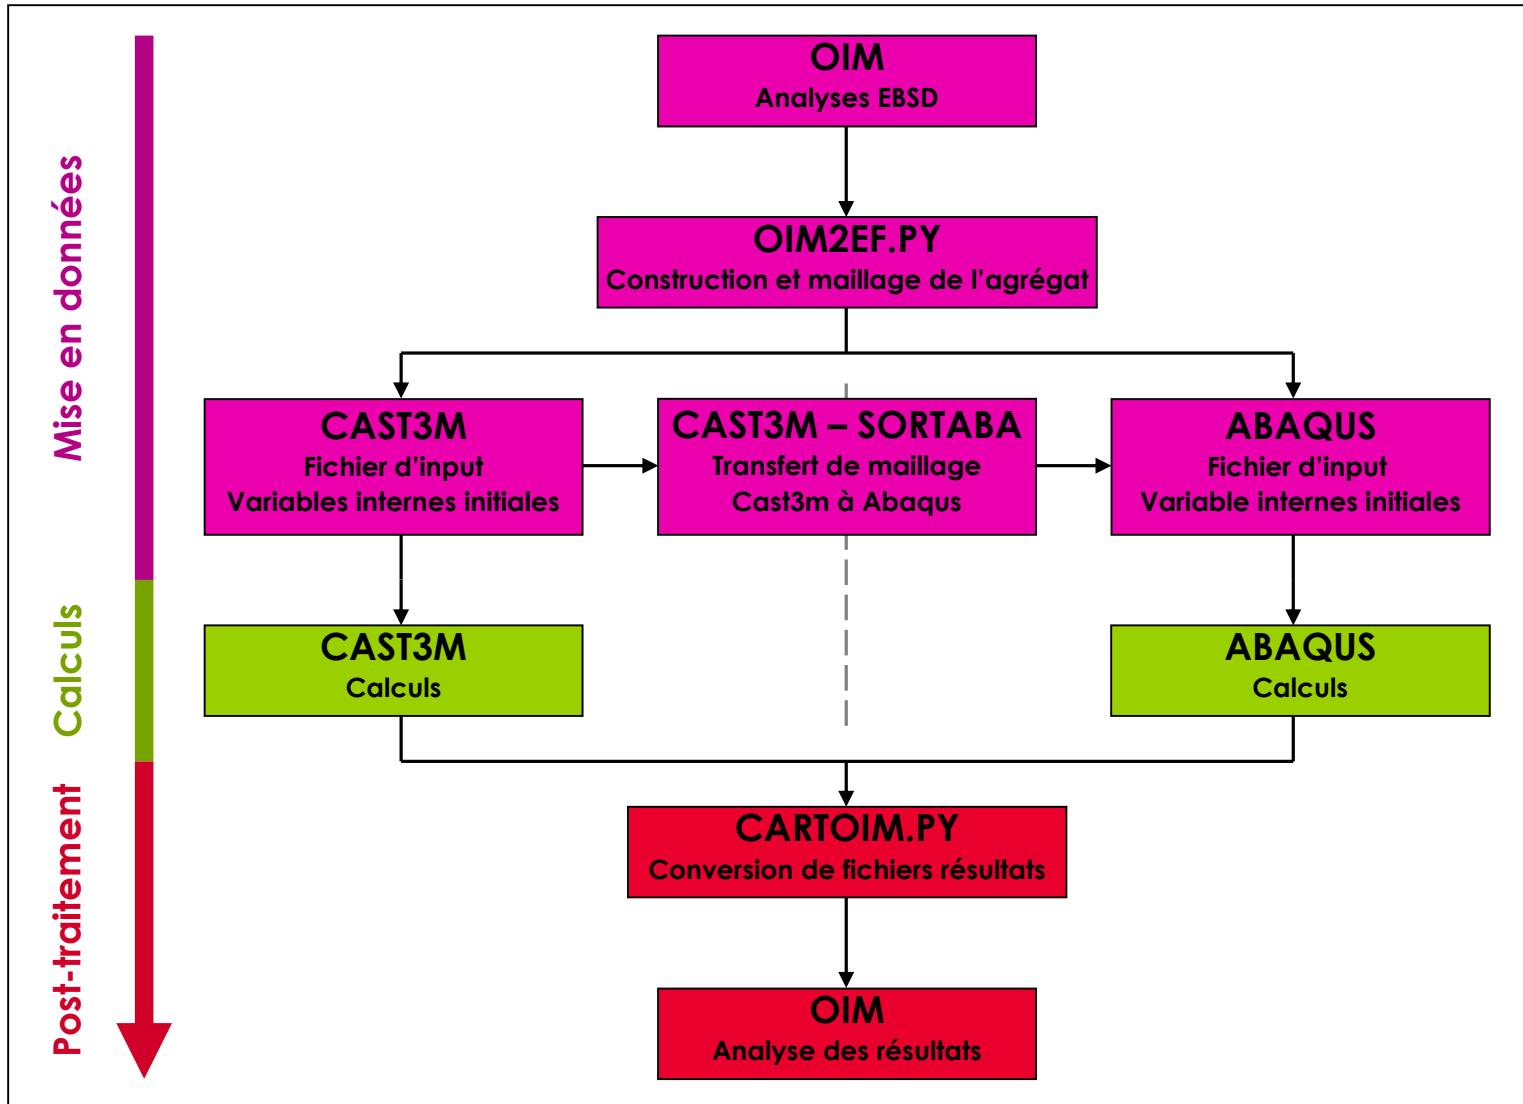 Mise en données
Calculs
Post-traitement
OIM
Analyses EBSD
OIM2EF.PY
Construction et maillage de l'agrégat
CAST3M
Fichier d'input
Variables internes initiales
CAST3M – SORTABA
Transfert de maillage
Cast3m à Abaqus
ABAQUS
Fichier d'input
Variable internes initiales
CAST3M
Calculs
ABAQUS
Calculs
CARTOIM.PY
Conversion de fichiers résultats
OIM
Analyse des résultats